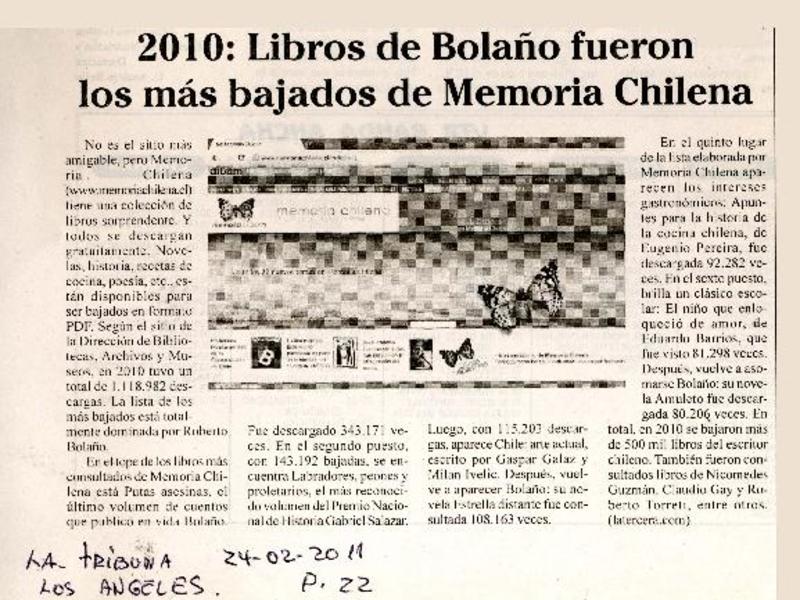 2010: Libros de Bolaño fueron
los más bajados de Memoria Chilena
No es el sitio más
amigable, pero Memo-
ria Chilena
(www.memoriachilena.cl)
tiene una colección de
libros sorprendente. Y
todos se descargan
gratuitamente. Nove-
las, historia, recetas de
cocina, poesía, etc., es-
tán disponibles para
ser bajados en formato
PDF. Según el sitio de
la Dirección de Biblio-
tecas, Archivos y Mu-
seos, en 2010 tuvo un
total de 1.118.982 des-
cargas. La lista de los
más bajados está total-
mente dominada por Roberto
Bolaño.
En el tope de los libros más
consultados de Memoria Chi-
lena está Putas asesinas, el
último volumen de cuentos
que publicó en vida Bolaño.
memoria chilena
Fue descargado 343.171 ve-
ces. En el segundo puesto,
con 143.192 bajadas, se en-
cuentra Labradores, peones y
proletarios, el más reconoci-
do volumen del Premio Nacio-
nal de Historia Gabriel Salazar.
Luego, con 115.203 descar-
gas, aparece Chile: arte actual,
escrito por Gaspar Galaz y
Milan Ivelic. Después, vuel-
ve a aparecer Bolaño: su no-
vela Estrella distante fue con-
sultada 108.163 veces.
En el quinto lugar
de la lista elaborada por
Memoria Chilena apa-
recen los intereses
gastronómicos: Apun-
tes para la historia de
la cocina chilena, de
Eugenio Pereira, fue
descargada 92.282 ve-
ces. En el sexto puesto,
brilla un clásico esco-
lar: El niño que enlo-
queció de amor, de
Eduardo Barrios, que
fue visto 81.298 veces.
Después, vuelve a aso-
marse Bolaño: su nove-
la Amuleto fue descar-
gada 80.206 veces. En
total, en 2010 se bajaron más
de 500 mil libros del escritor
chileno. También fueron con-
sultados libros de Nicomedes
Guzmán, Claudio Gay y Ro-
berto Torretti, entre otros.
(latercera.com)
LA TRIBUNA 24-02-2011
LOS ANGELES. P. 22